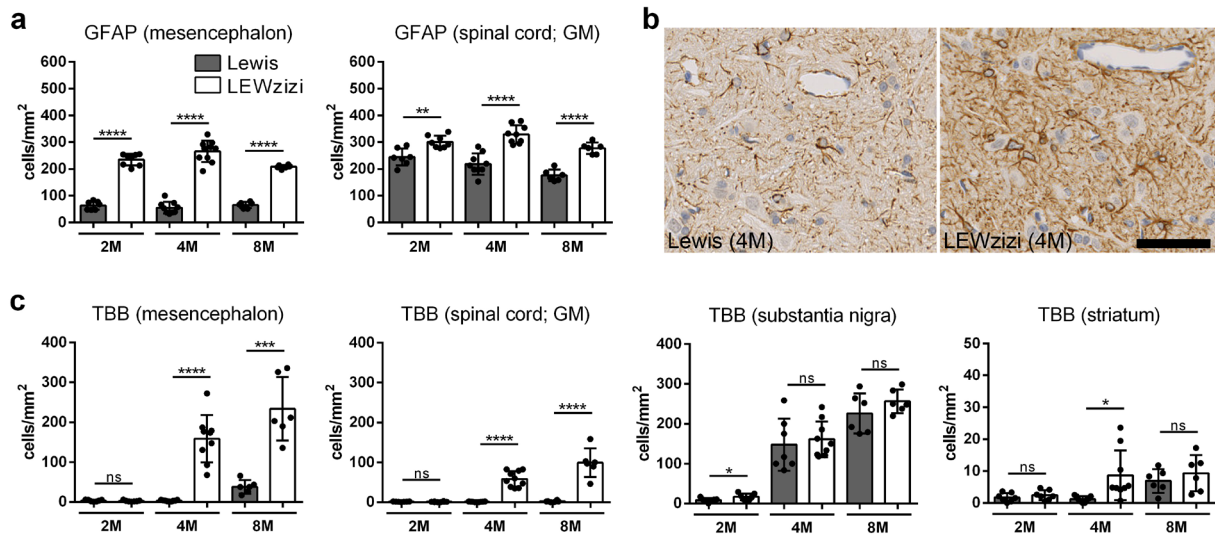 a
GFAP (mesencephalon)
Lewis
LEWzizi
cells/mm²
600
500
400
300
200
100
0
****
****
****
2M
4M
8M
GFAP (spinal cord; GM)
600
500
400
300
200
100
0
**
****
****
2M
4M
8M
b
Lewis (4M)
LEWzizi (4M)
c
TBB (mesencephalon)
cells/mm²
400
300
200
100
0
ns
****
***
2M
4M
8M
TBB (spinal cord; GM)
400
300
200
100
0
ns
****
****
2M
4M
8M
TBB (substantia nigra)
cells/mm²
400
300
200
100
0
*
ns
ns
2M
4M
8M
TBB (striatum)
cells/mm²
50
40
30
20
10
0
ns
*
ns
2M
4M
8M